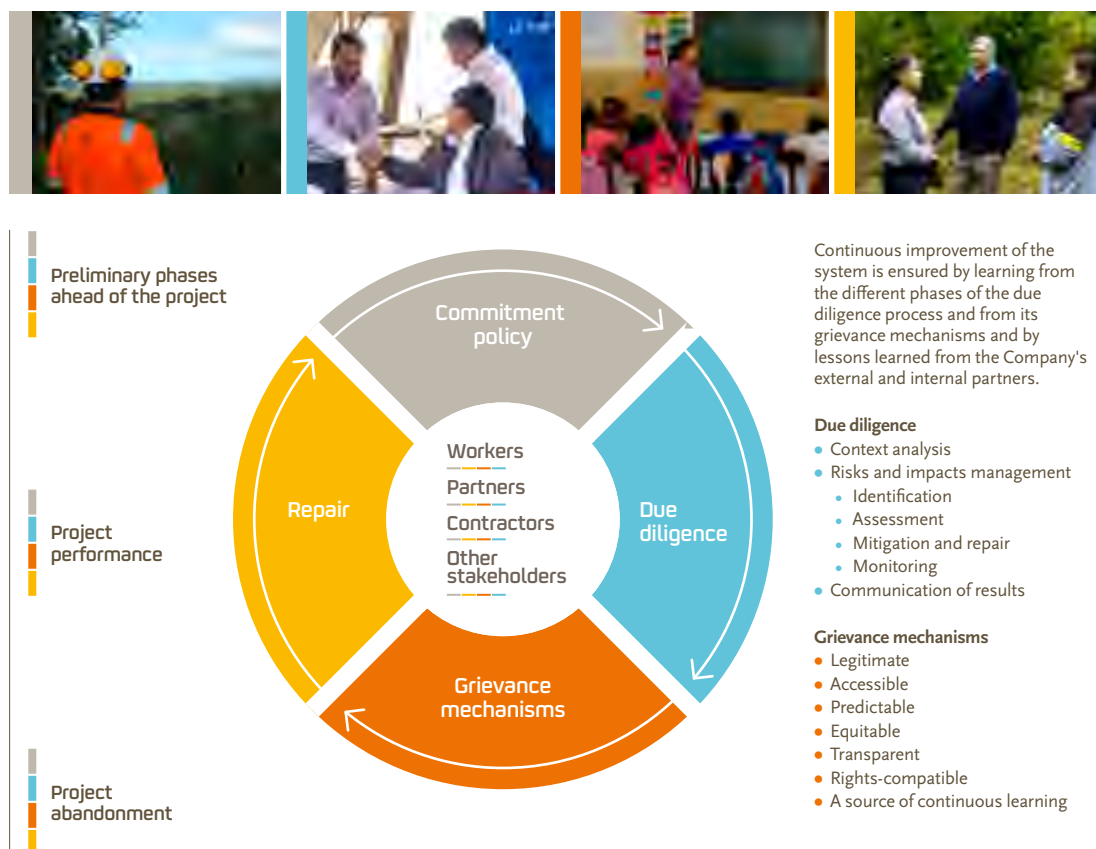 Preliminary phases
ahead of the project
Project
performance
Project
abandonment
Commitment
policy
Due
diligence
Grievance
mechanisms
Repair
Workers
Partners
Contractors
Other
stakeholders
Continuous improvement of the
system is ensured by learning from
the different phases of the due
diligence process and from its
grievance mechanisms and by
lessons learned from the Company's
external and internal partners.
Due diligence
Context analysis
Risks and impacts management
Identification
Assessment
Mitigation and repair
Monitoring
Communication of results
Grievance mechanisms
Legitimate
Accessible
Predictable
Equitable
Transparent
Rights-compatible
A source of continuous learning